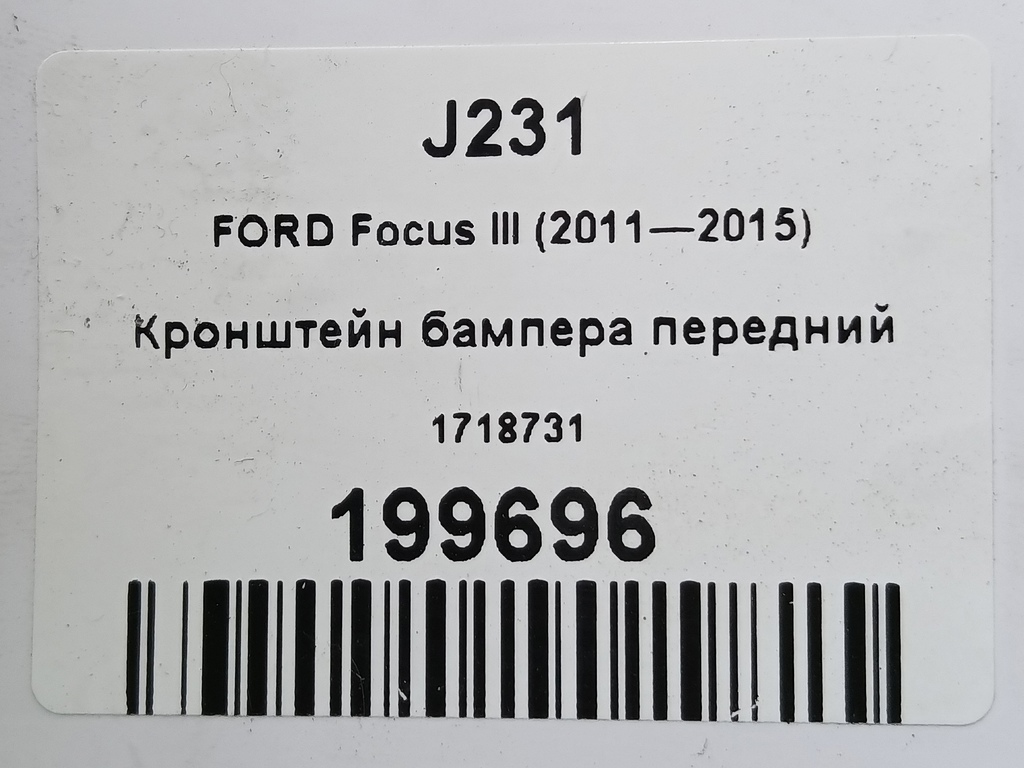 J231
FORD Focus III (2011—2015)
Кронштейн бампера передний
1718731
199696